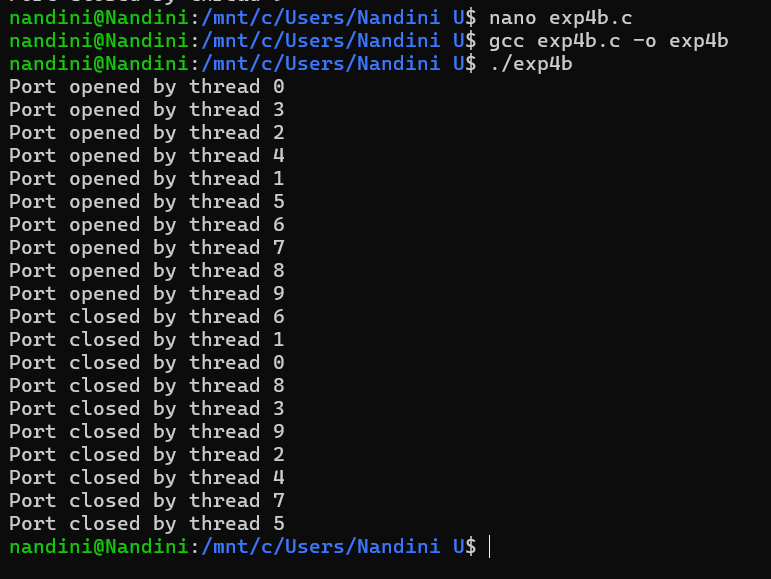 nandini@Nandini:/mnt/c/Users/Nandini U$ nano exp4b.c
nandini@Nandini:/mnt/c/Users/Nandini U$ gcc exp4b.c -o exp4b
nandini@Nandini:/mnt/c/Users/Nandini U$ ./exp4b
Port opened by thread 0
Port opened by thread 3
Port opened by thread 2
Port opened by thread 4
Port opened by thread 1
Port opened by thread 5
Port opened by thread 6
Port opened by thread 7
Port opened by thread 8
Port opened by thread 9
Port closed by thread 6
Port closed by thread 1
Port closed by thread 0
Port closed by thread 8
Port closed by thread 3
Port closed by thread 9
Port closed by thread 2
Port closed by thread 4
Port closed by thread 7
Port closed by thread 5
nandini@Nandini:/mnt/c/Users/Nandini U$